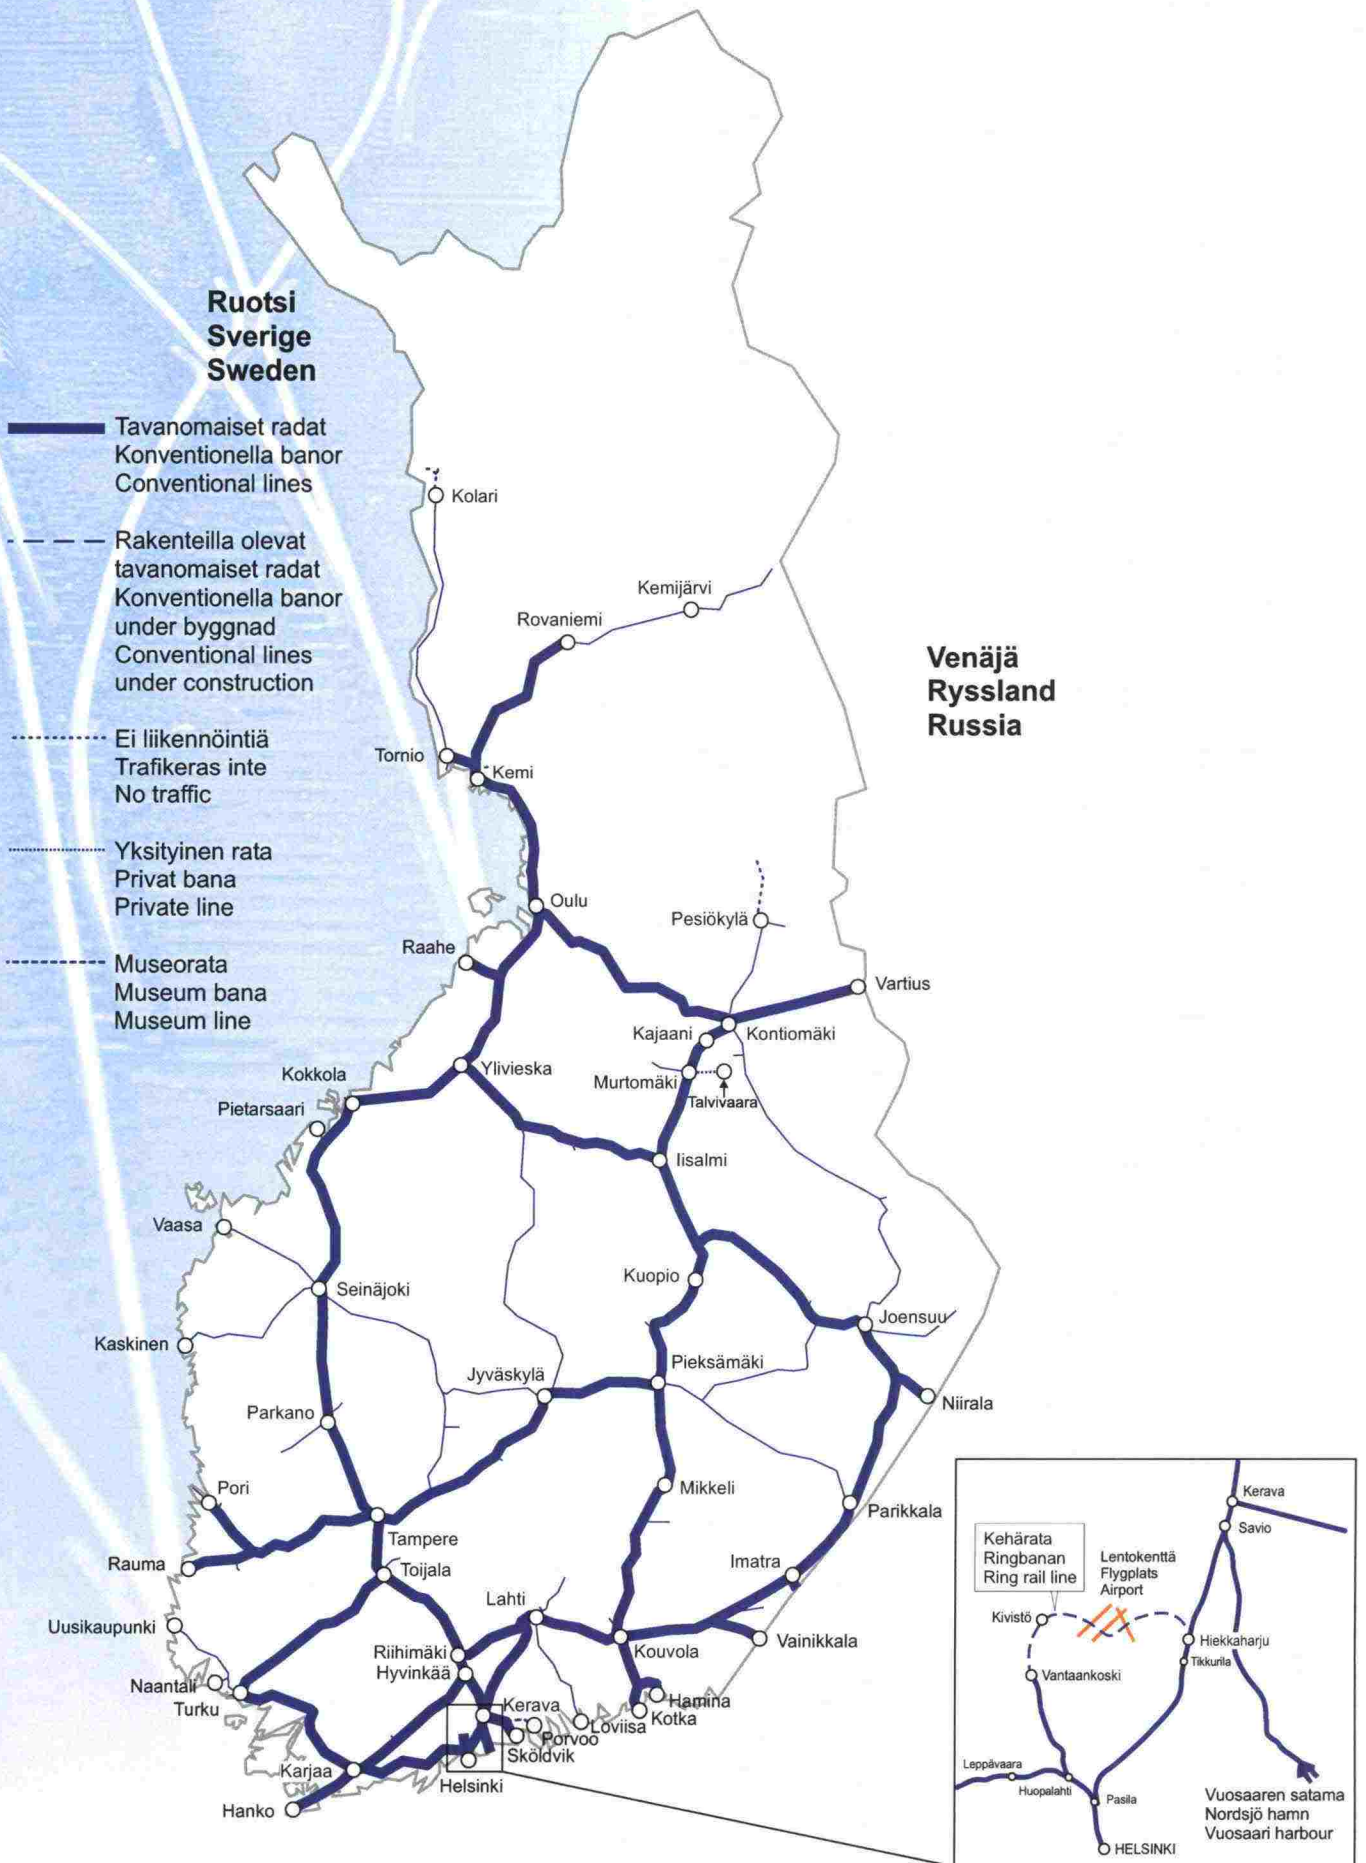 Ruotsi
Sverige
Sweden
Tavanomaiset radat
Konventionella banor
Conventional lines
Rakenteilla olevat
tavanomaiset radat
Konventionella banor
under byggnad
Conventional lines
under construction
Ei liikennöintiä
Trafikeras inte
No traffic
Yksityinen rata
Privat bana
Private line
Museorata
Museum bana
Museum line
Venäjä
Ryssland
Russia
Kolari
Kemijärvi
Rovaniemi
Tornio
Kemi
Oulu
Pesiökylä
Raahe
Vartius
Kajaani
Kontiomäki
Ylivieska
Murtomäki
Talvivaara
Kokkola
Pietarsaari
Iisalmi
Vaasa
Kuopio
Seinäjoki
Joensuu
Kaskinen
Pieksämäki
Jyväskylä
Niirala
Parkano
Pori
Mikkeli
Parikkala
Tampere
Rauma
Toijala
Imatra
Lahti
Uusikaupunki
Kouvola
Vainikkala
Riihimäki
Hyvinkää
Naantali
Turku
Hamina
Kotka
Kerava
Loviisa
Porvoo
Sköldvik
Karjaa
Helsinki
Hanko
Kerava
Savio
Kehärata
Ringbanan
Ring rail line
Lentokenttä
Flygplats
Airport
Kivistö
Hiekkaharju
Tikkurila
Vantaankoski
Leppävaara
Huopalahti
Pasila
Vuosaaren satama
Nordsjö hamn
Vuosaari harbour
HELSINKI